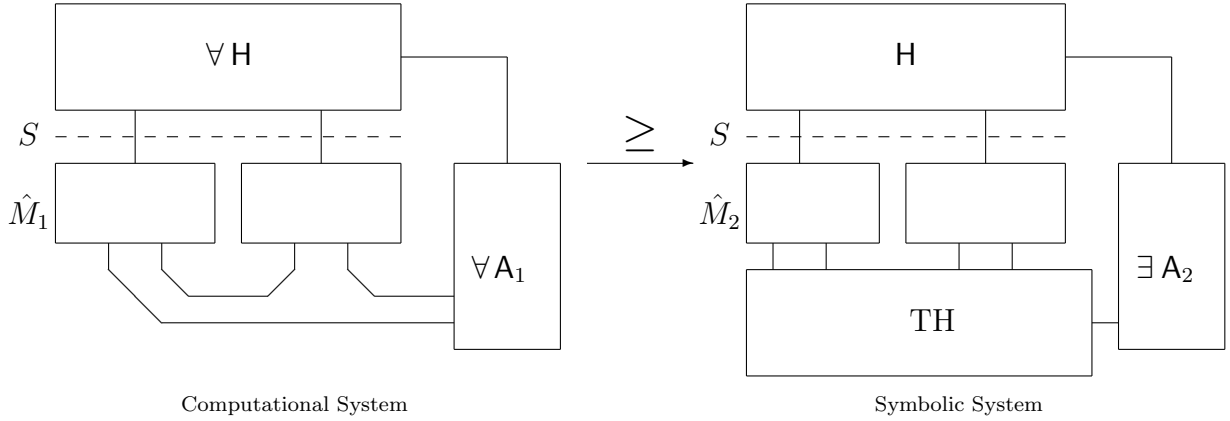 ∀ H
S
M̂₁
∀ A₁
Computational System
≥
H
S
M̂₂
∃ A₂
TH
Symbolic System